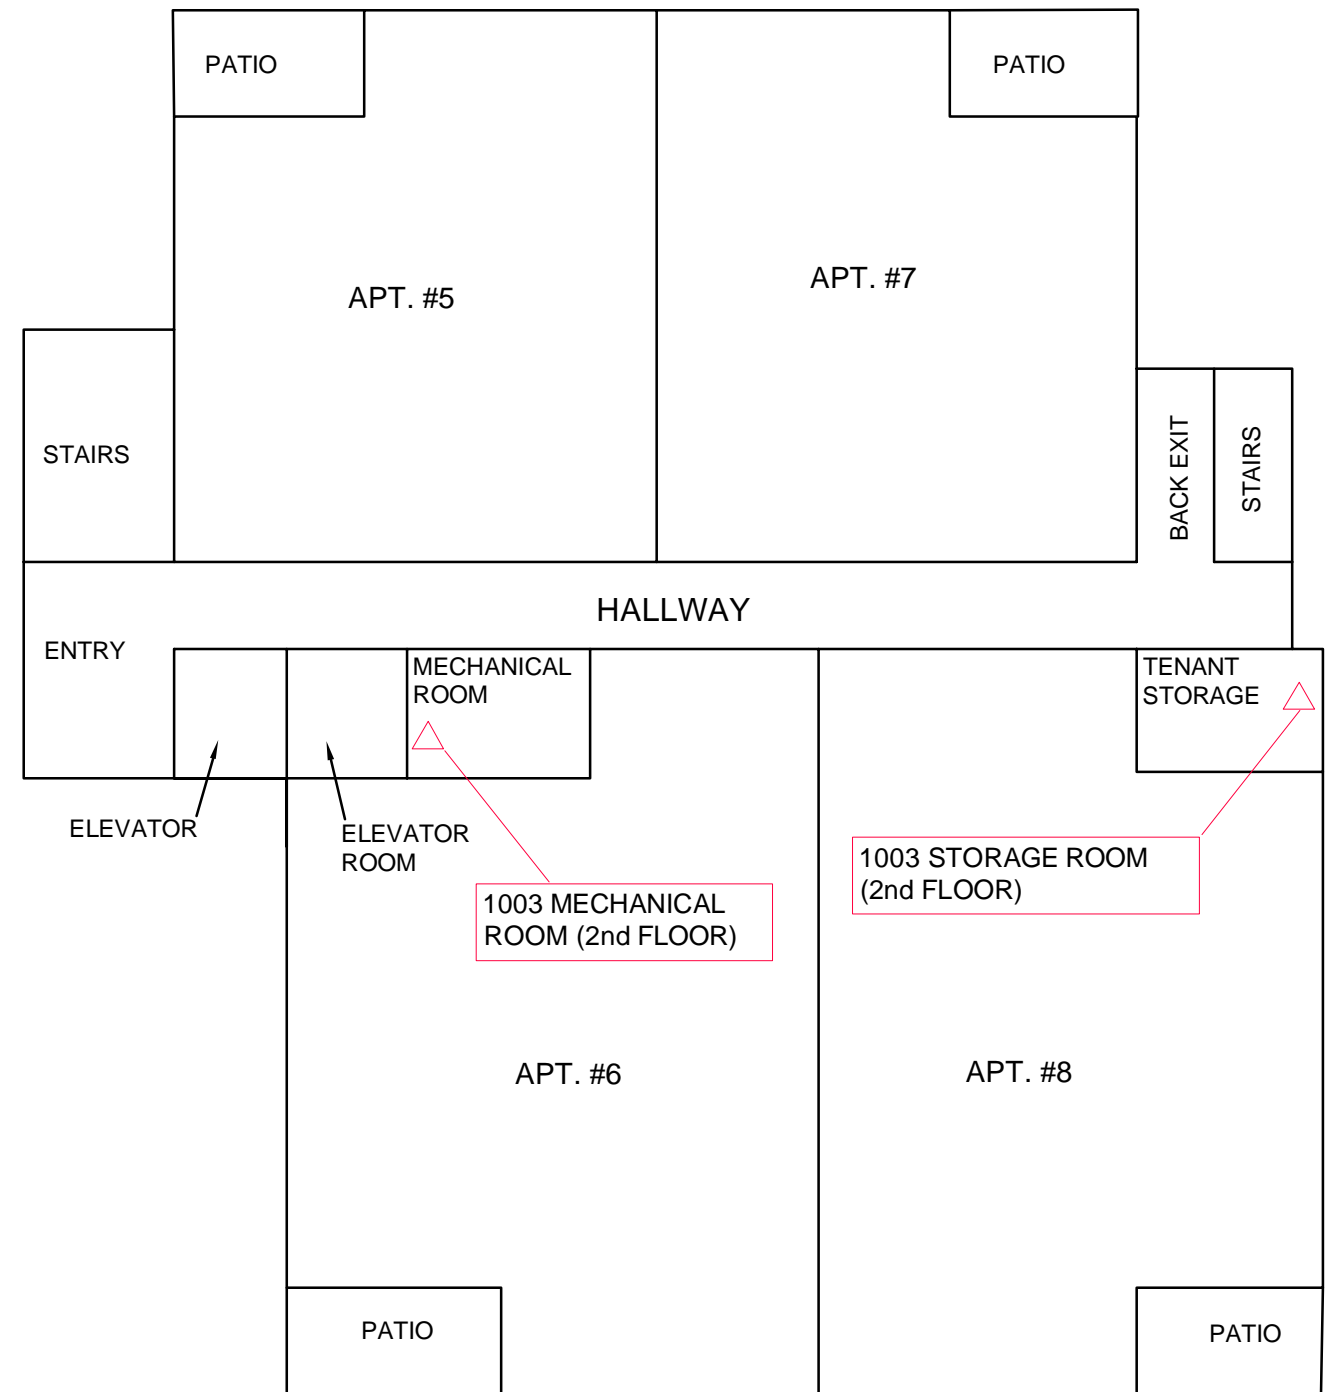 PATIO
PATIO
APT. #5
APT. #7
STAIRS
BACK EXIT
STAIRS
HALLWAY
ENTRY
MECHANICAL
ROOM
TENANT
STORAGE
ELEVATOR
ELEVATOR
ROOM
1003 STORAGE ROOM
(2nd FLOOR)
1003 MECHANICAL
ROOM (2nd FLOOR)
APT. #6
APT. #8
PATIO
PATIO